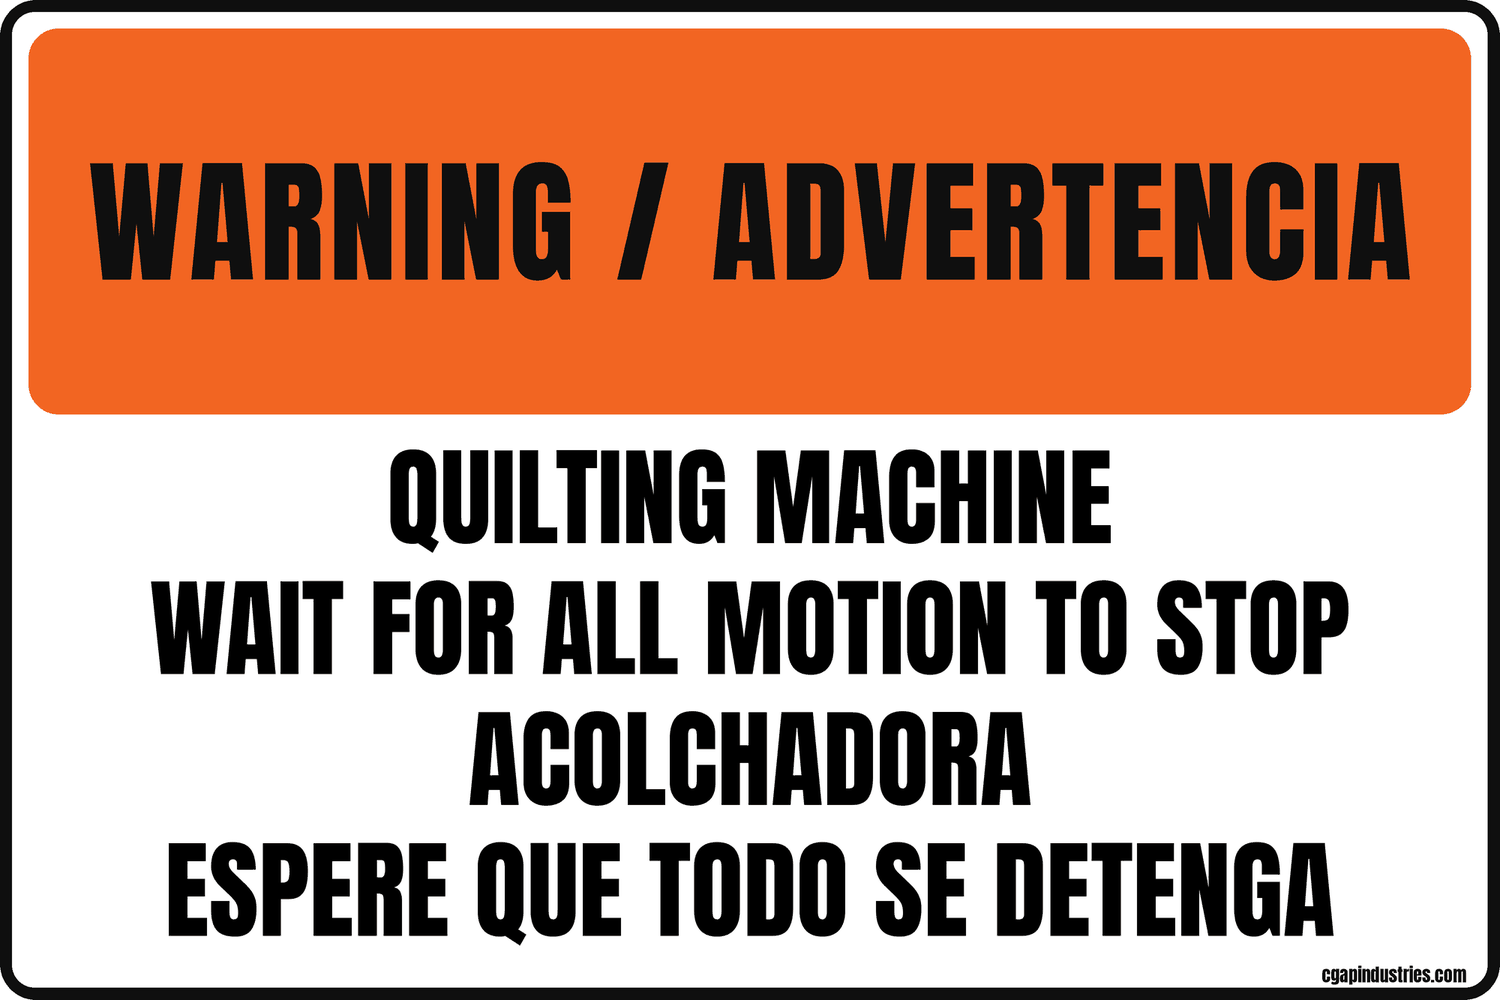 WARNING / ADVERTENCIA
QUILTING MACHINE
WAIT FOR ALL MOTION TO STOP
ACOLCHADORA
ESPERE QUE TODO SE DETENGA
cgapindustries.com